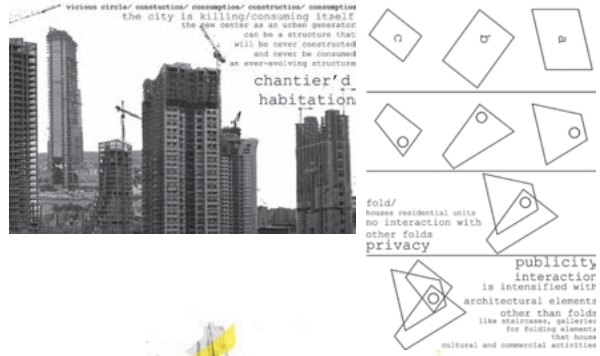 vicious circle/ constuction/ consumption/ construction/ consumption
the city is killing/consuming itself
the new center as an urban generator
can be a structure that
will be never constructed
and never be consumed
an ever-evolving structure
chantier'd
habitation
c
b
a
fold/
houses residential units
no interaction with
other folds
privacy
publicity
interaction
is intensified with
architectural elements
other than folds
like staircases, galleries
for folding elements
that house
cultural and commercial activities